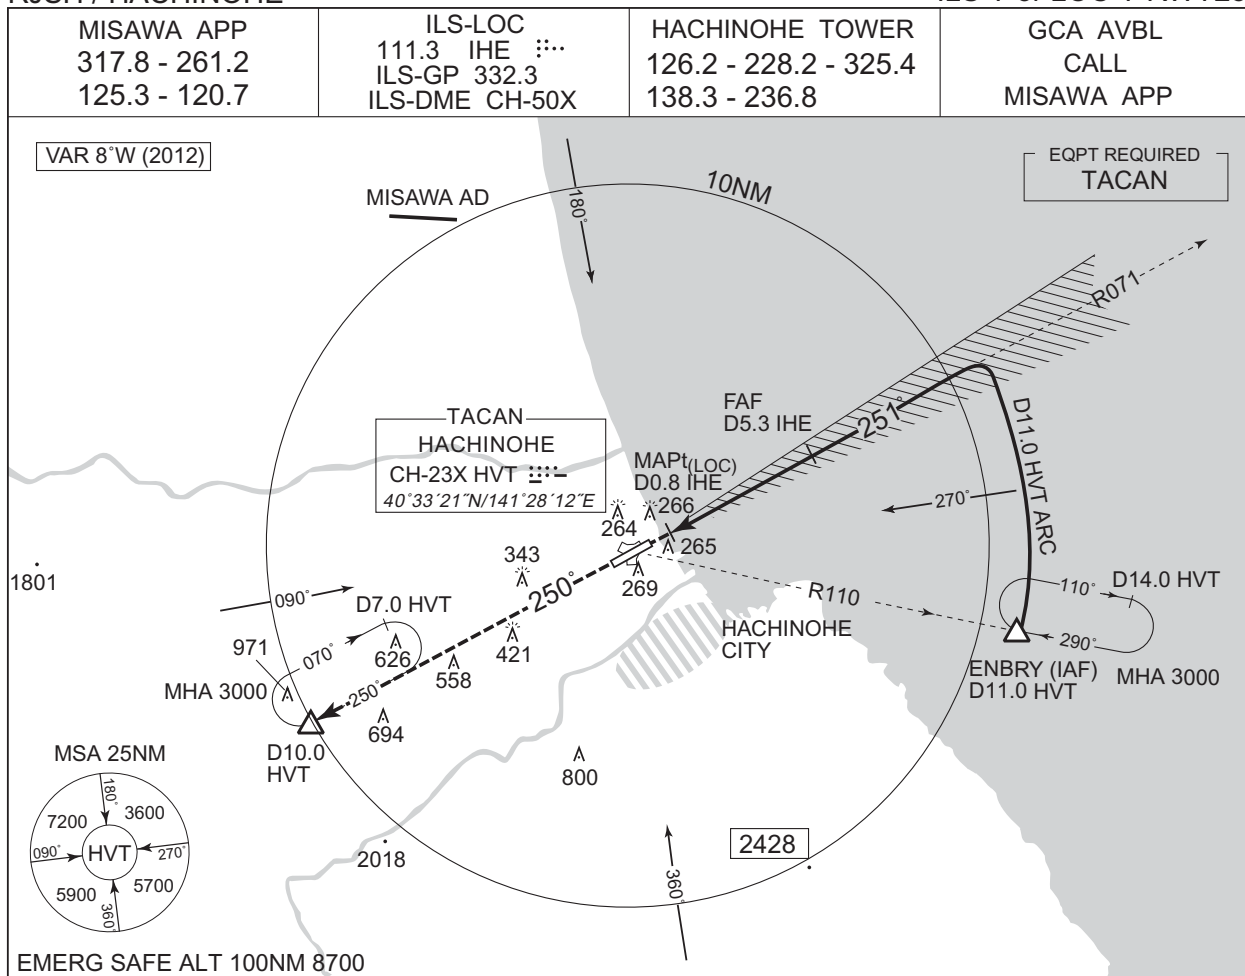 MISAWA APP
317.8 - 261.2
125.3 - 120.7
ILS-LOC
111.3 IHE
ILS-GP 332.3
ILS-DME CH-50X
HACHINOHE TOWER
126.2 - 228.2 - 325.4
138.3 - 236.8
GCA AVBL
CALL
MISAWA APP
VAR 8°W (2012)
EQPT REQUIRED
TACAN
MISAWA AD
10NM
180°
R071
FAF
D5.3 IHE
251°
D11.0 HVT ARC
TACAN
HACHINOHE
CH-23X HVT
40°33´21˝N/141°28´12˝E
MAPt(LOC)
D0.8 IHE
266
264
265
269
270°
343
250°
1801
090°
D7.0 HVT
R110
110°
D14.0 HVT
070°
971
626
421
558
HACHINOHE
CITY
290°
ENBRY (IAF)
D11.0 HVT
MHA 3000
MHA 3000
250°
694
D10.0
HVT
800
MSA 25NM
180°
3600
7200
090°
HVT
270°
5900
5700
360°
2018
2428
360°
EMERG SAFE ALT 100NM 8700